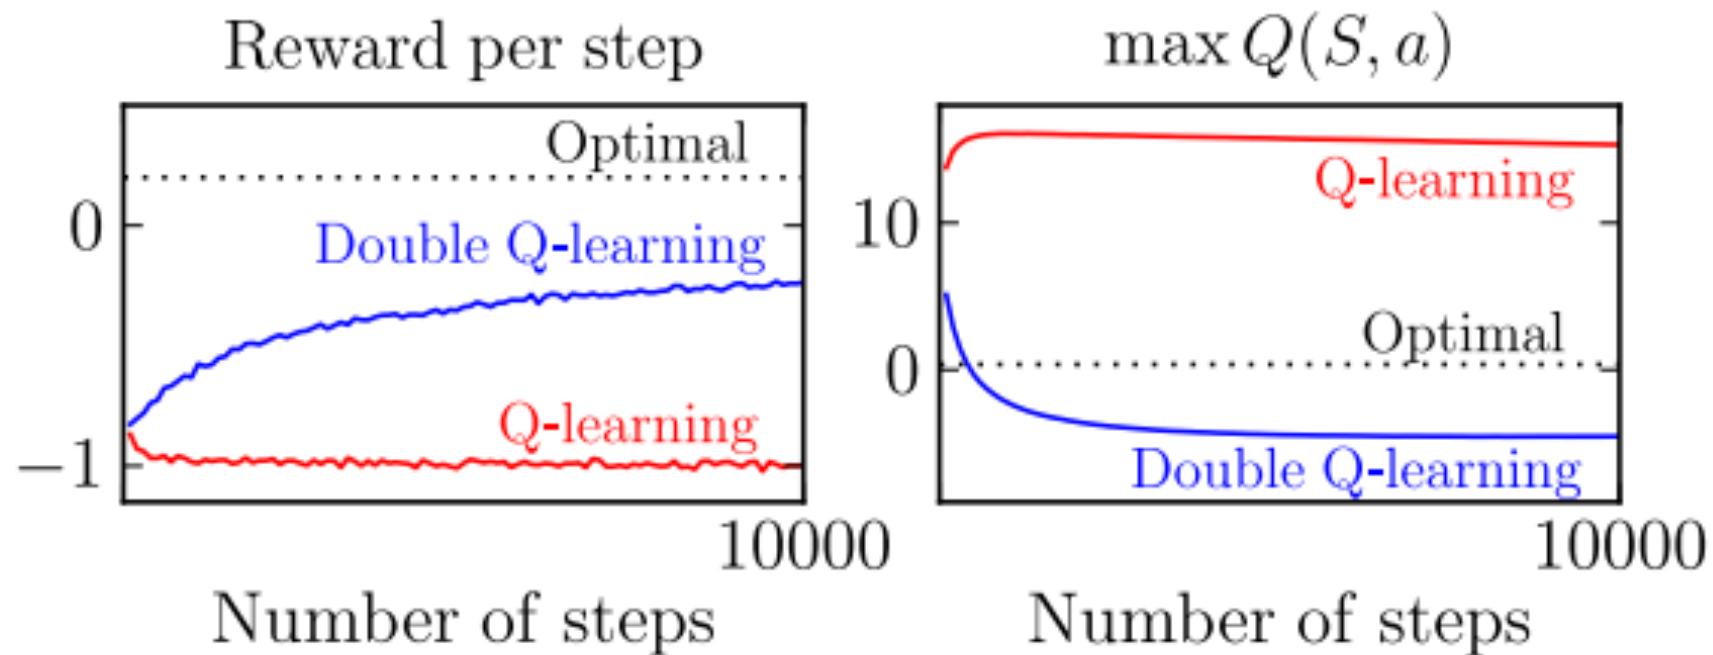 Reward per step
Optimal
0
Double Q-learning
Q-learning
−1
10000
Number of steps
max Q(S, a)
Q-learning
10
Optimal
0
Double Q-learning
10000
Number of steps